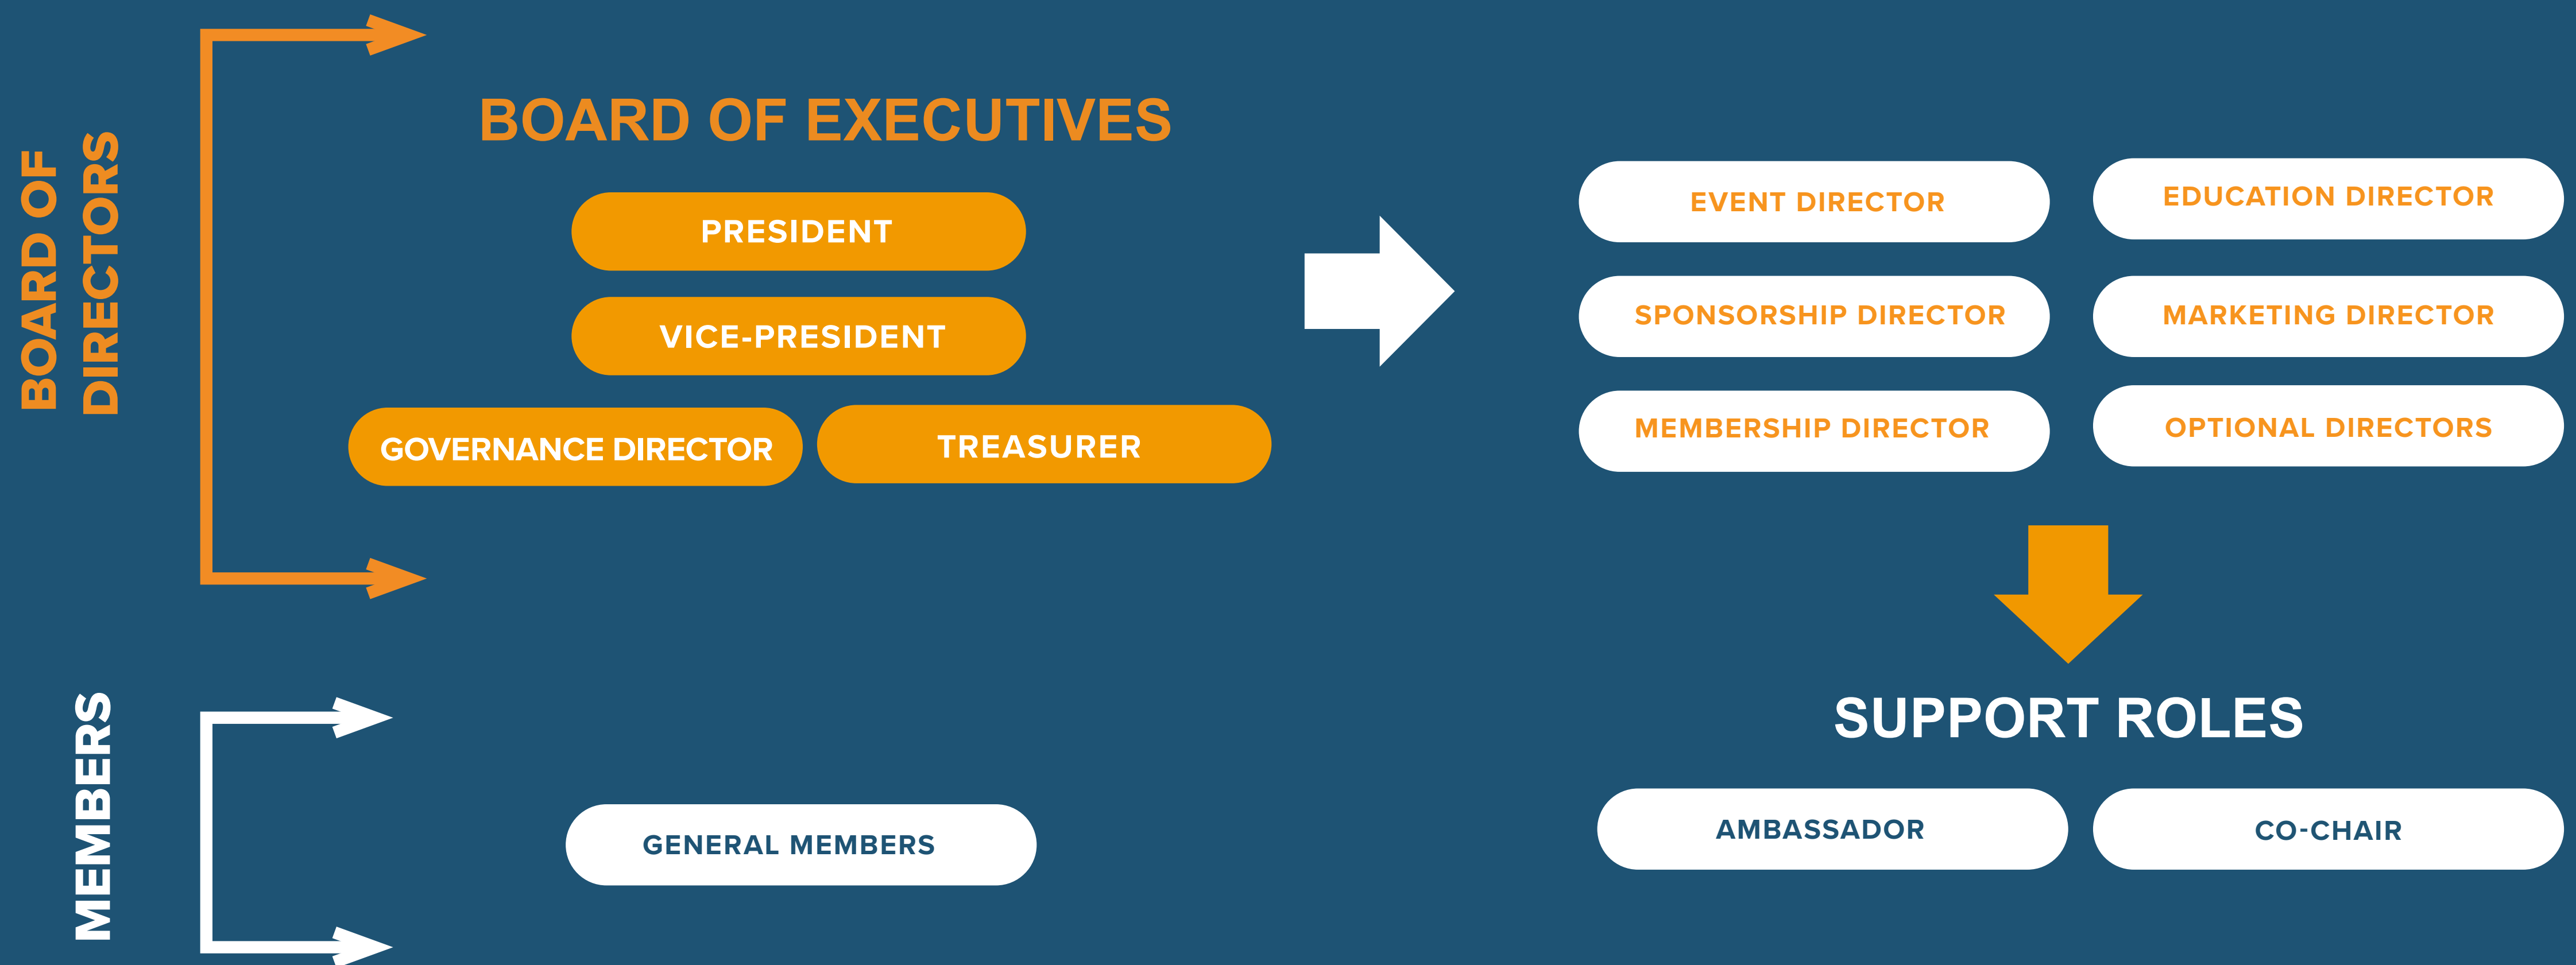 BOARD OF
DIRECTORS
BOARD OF EXECUTIVES
PRESIDENT
VICE-PRESIDENT
GOVERNANCE DIRECTOR
TREASURER
EVENT DIRECTOR
EDUCATION DIRECTOR
SPONSORSHIP DIRECTOR
MARKETING DIRECTOR
MEMBERSHIP DIRECTOR
OPTIONAL DIRECTORS
MEMBERS
GENERAL MEMBERS
SUPPORT ROLES
AMBASSADOR
CO-CHAIR